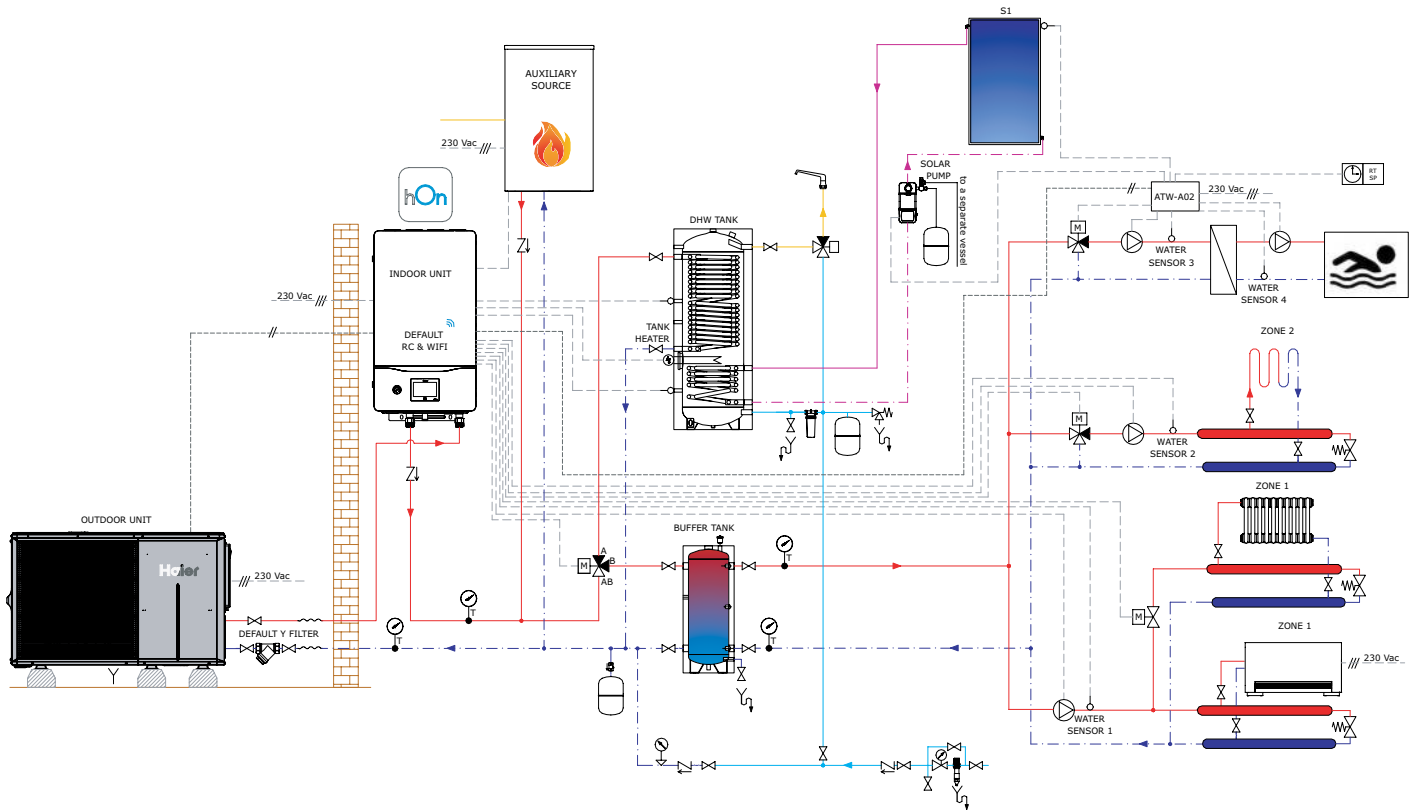 S1
AUXILIARY
SOURCE
230 Vac
hOn
SOLAR
PUMP
to a separate vessel
RT
SP
ATW-A02
230 Vac
M
WATER
SENSOR 3
WATER
SENSOR 4
DHW TANK
INDOOR UNIT
230 Vac
DEFAULT
RC & WIFI
TANK
HEATER
ZONE 2
M
WATER
SENSOR 2
ZONE 1
OUTDOOR UNIT
Haier
230 Vac
BUFFER TANK
A
B
AB
M
T
T
T
T
DEFAULT Y FILTER
M
ZONE 1
230 Vac
WATER
SENSOR 1